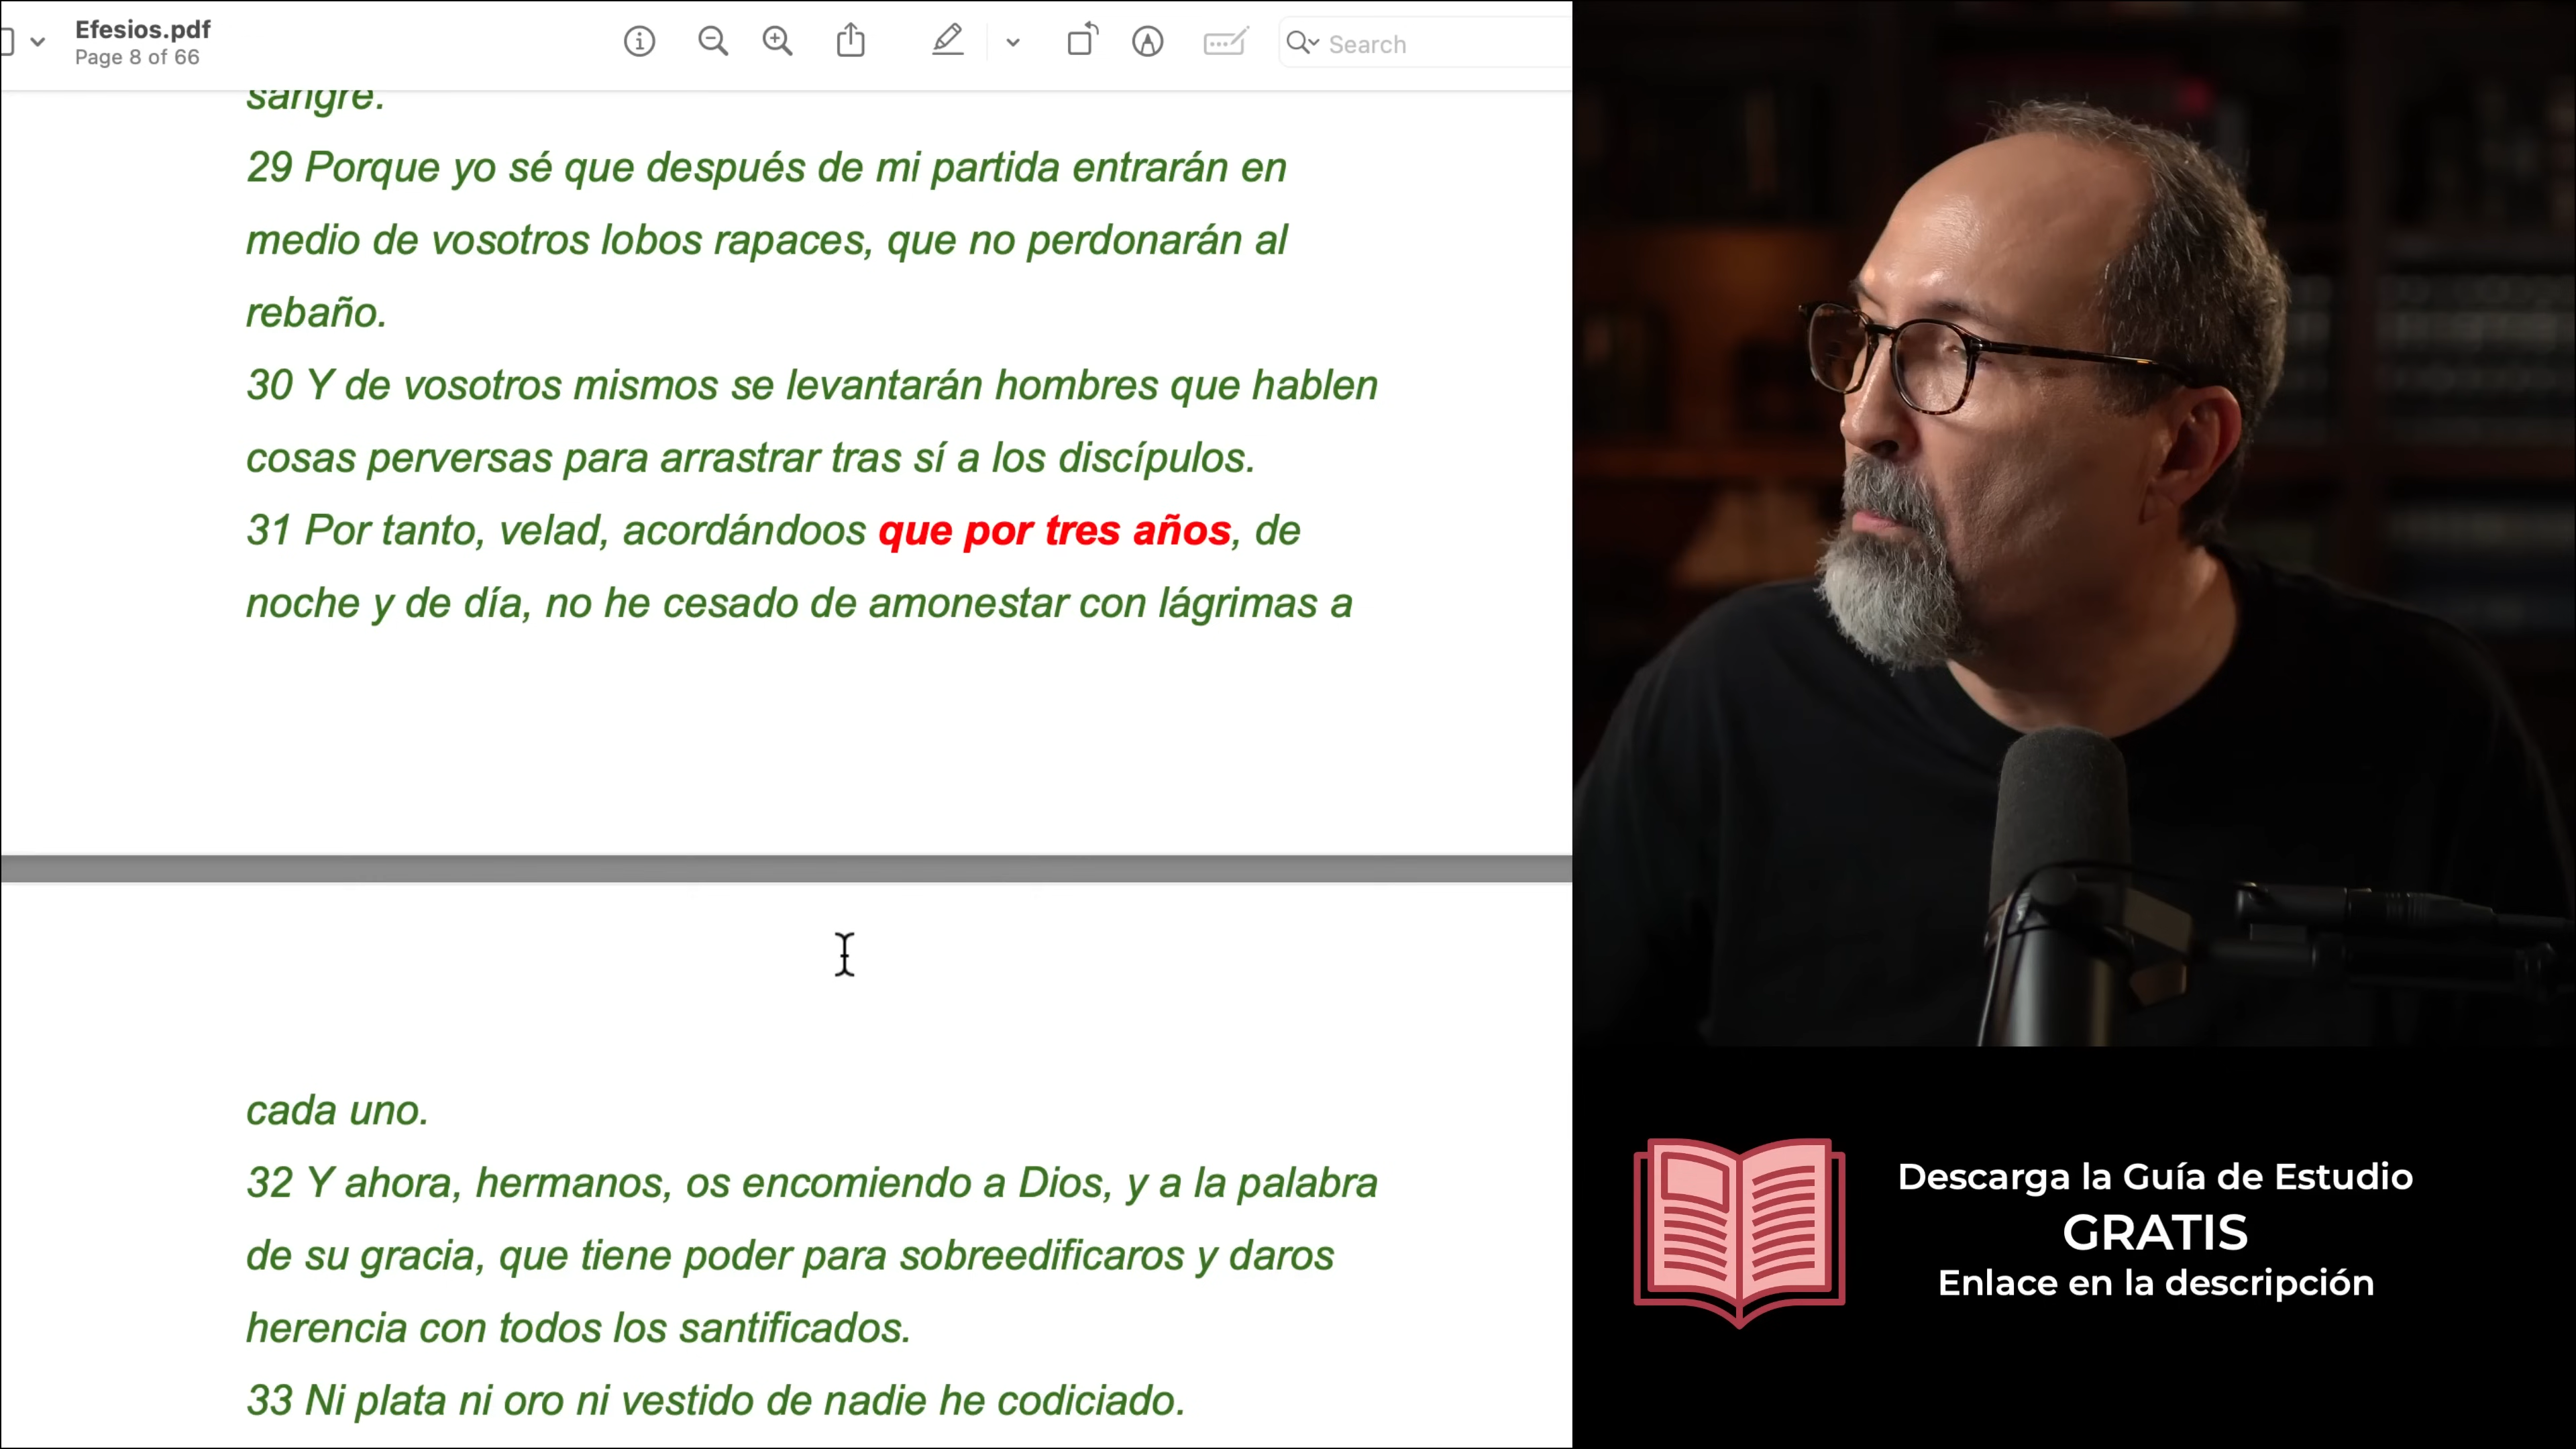 Efesios.pdf
Page 8 of 66
Search
sangre.
29 Porque yo sé que después de mi partida entrarán en
medio de vosotros lobos rapaces, que no perdonarán al
rebaño.
30 Y de vosotros mismos se levantarán hombres que hablen
cosas perversas para arrastrar tras sí a los discípulos.
31 Por tanto, velad, acordándoos que por tres años, de
noche y de día, no he cesado de amonestar con lágrimas a
cada uno.
32 Y ahora, hermanos, os encomiendo a Dios, y a la palabra
de su gracia, que tiene poder para sobreedificaros y daros
herencia con todos los santificados.
33 Ni plata ni oro ni vestido de nadie he codiciado.
Descarga la Guía de Estudio
GRATIS
Enlace en la descripción